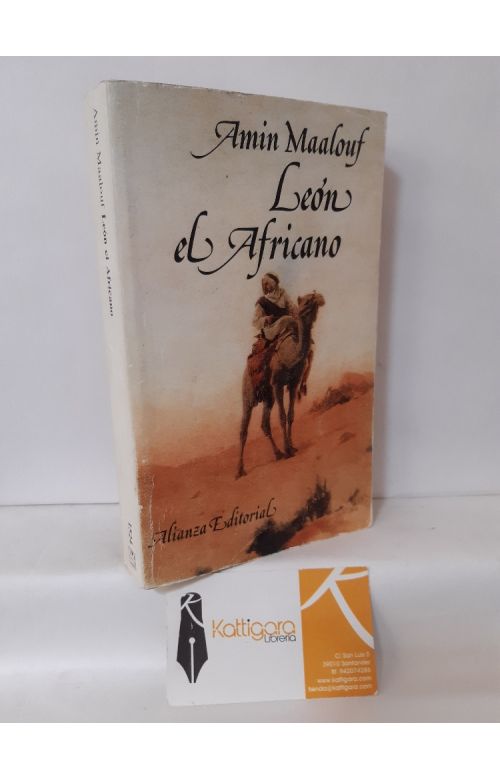 Amin Maalouf
León
el Africano
Amin Maalouf León el Africano
Alianza Editorial
Kattigara
Librería
C/ San Luis 5
39010 Santander
www.kattigara.com
tienda@kattigara.com